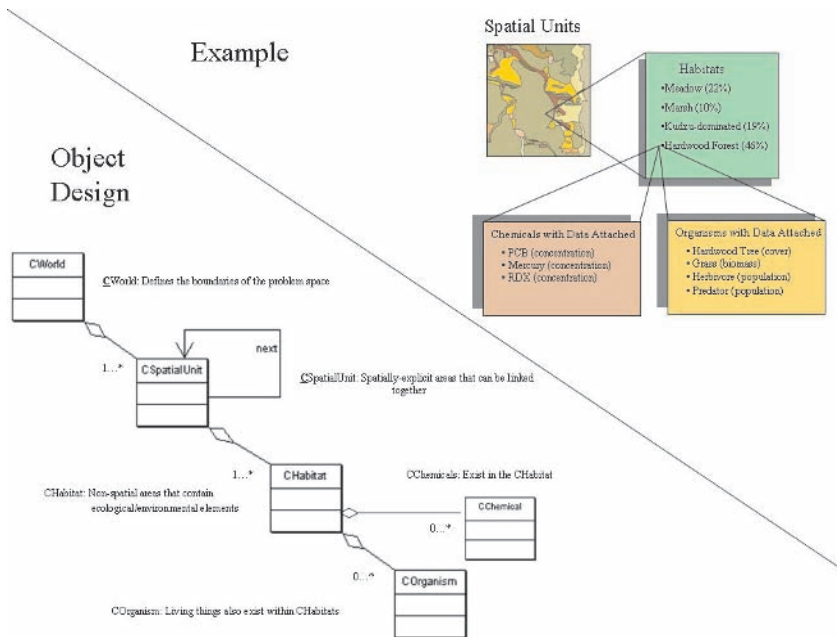 Example
Spatial Units
Habitats
•Meadow (22%)
•Marsh (10%)
•Kudzu-dominated (19%)
•Hardwood Forest (46%)
Chemicals with Data Attached
• PCB (concentration)
• Mercury (concentration)
• RDX (concentration)
Organisms with Data Attached
• Hardwood Tree (cover)
• Grass (biomass)
• Herbivore (population)
• Predator (population)
Object
Design
CWorld
CWorld: Defines the boundaries of the problem space
next
1...*
CSpatialUnit
CSpatialUnit: Spatially-explicit areas that can be linked
together
1...*
CHabitat
CHabitat: Non-spatial areas that contain
ecological/environmental elements
CChemicals: Exist in the CHabitat
CChemical
0...*
0...*
COrganism
COrganism: Living things also exist within CHabitats